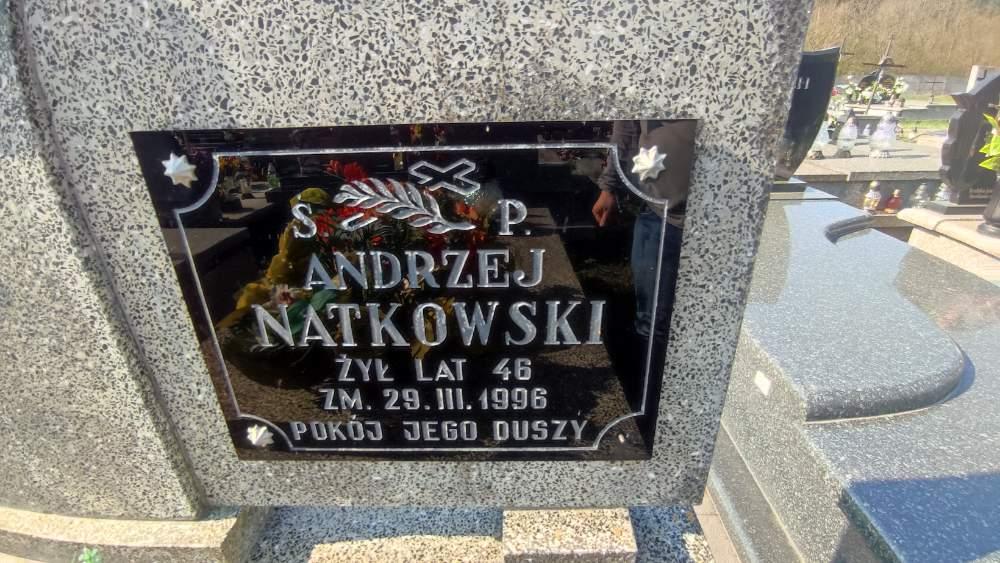 S. P.
ANDRZEJ
NATKOWSKI
ŻYŁ LAT 46
ZM. 29. III. 1996
POKÓJ JEGO DUSZY